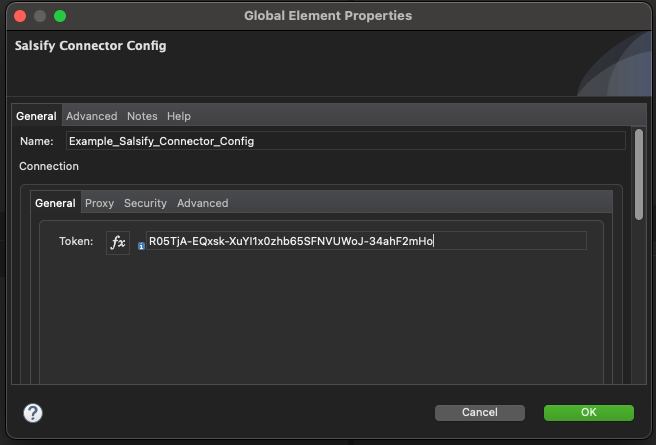 Global Element Properties
Salsify Connector Config
General Advanced Notes Help
Name: Example_Salsify_Connector_Config
Connection
General Proxy Security Advanced
Token: fx i R05TjA-EQxsk-XuYI1x0zhb65SFNVUWoJ-34ahF2mHo
? Cancel OK